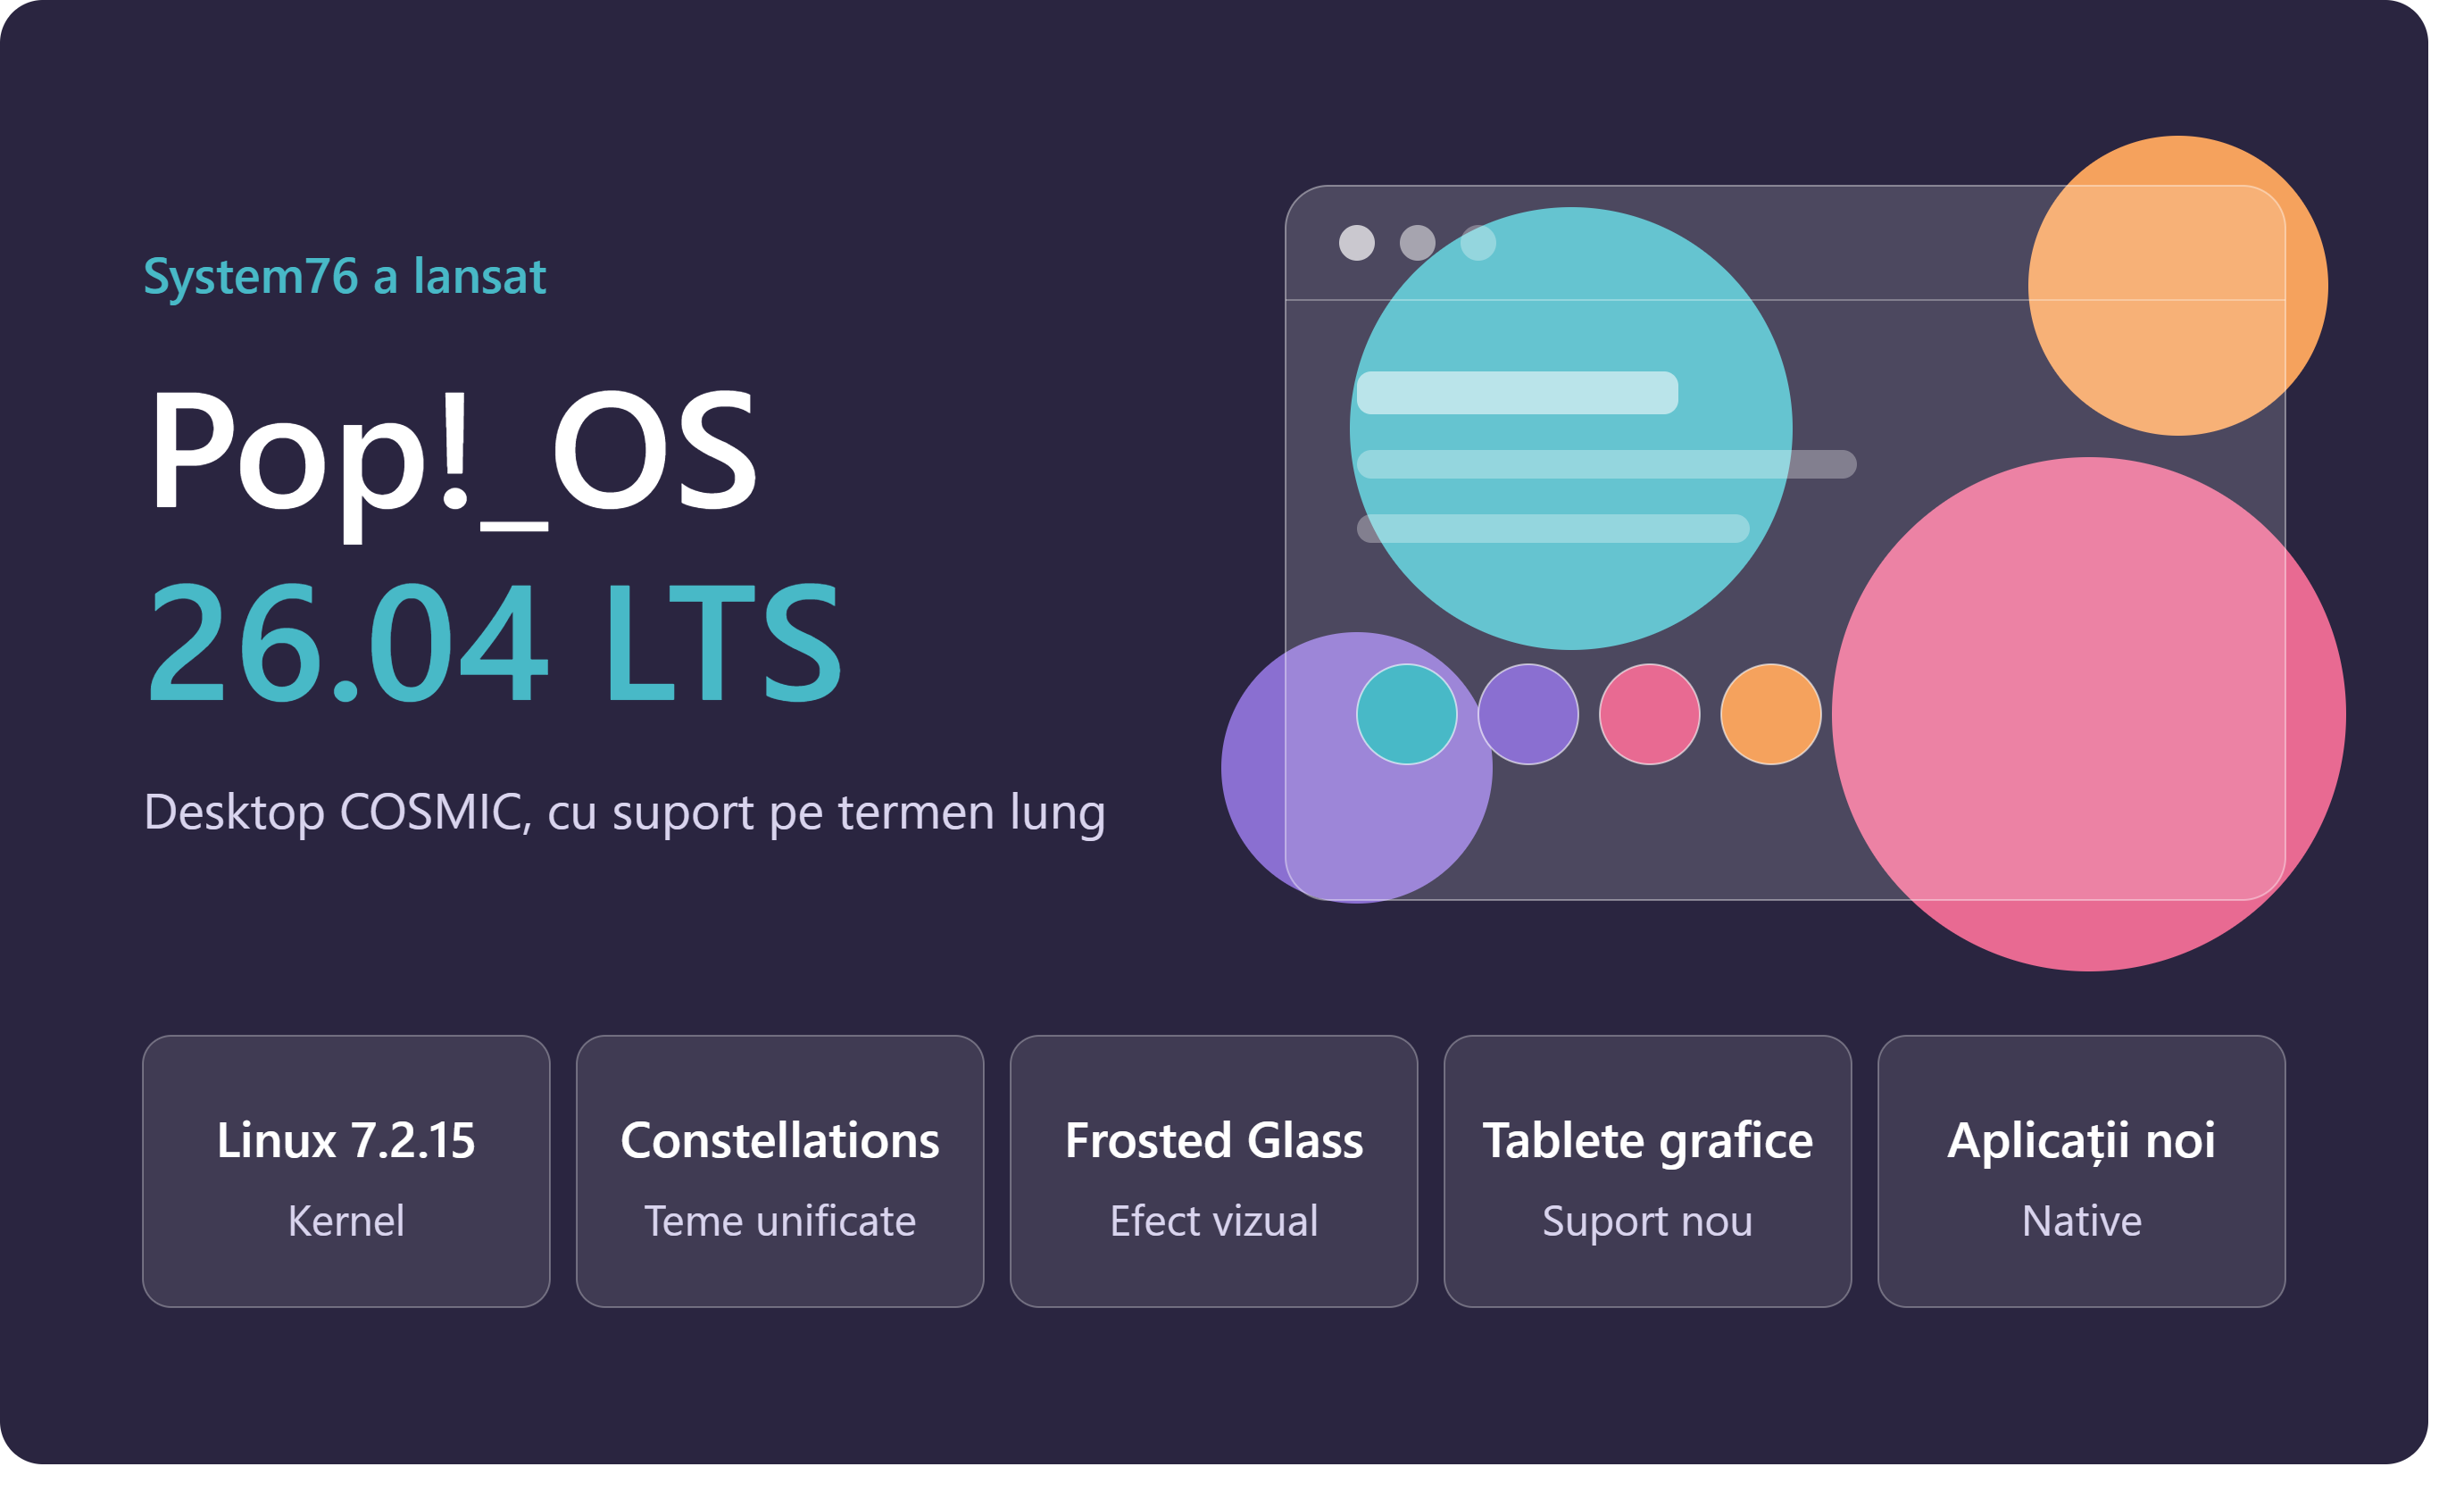 System76 a lansat
Pop!_OS
26.04 LTS
Desktop COSMIC, cu suport pe termen lung
Linux 7.2.15
Kernel
Constellations
Teme unificate
Frosted Glass
Efect vizual
Tablete grafice
Suport nou
Aplicații noi
Native